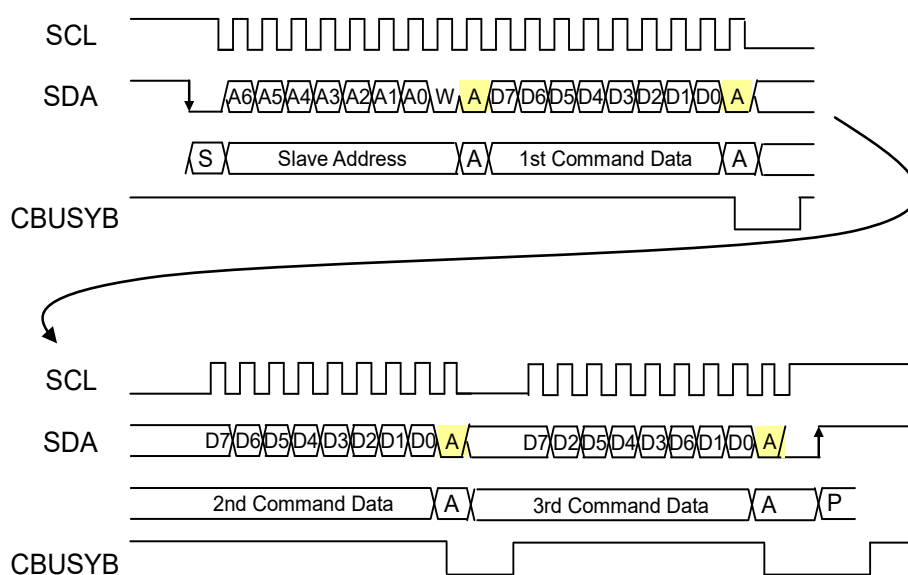 SCL
SDA A6 A5 A4 A3 A2 A1 A0 W A D7 D6 D5 D4 D3 D2 D1 D0 A
S Slave Address A 1st Command Data A
CBUSYB
SCL
SDA D7 D6 D5 D4 D3 D2 D1 D0 A D7 D2 D5 D4 D3 D6 D1 D0 A
2nd Command Data A 3rd Command Data A P
CBUSYB